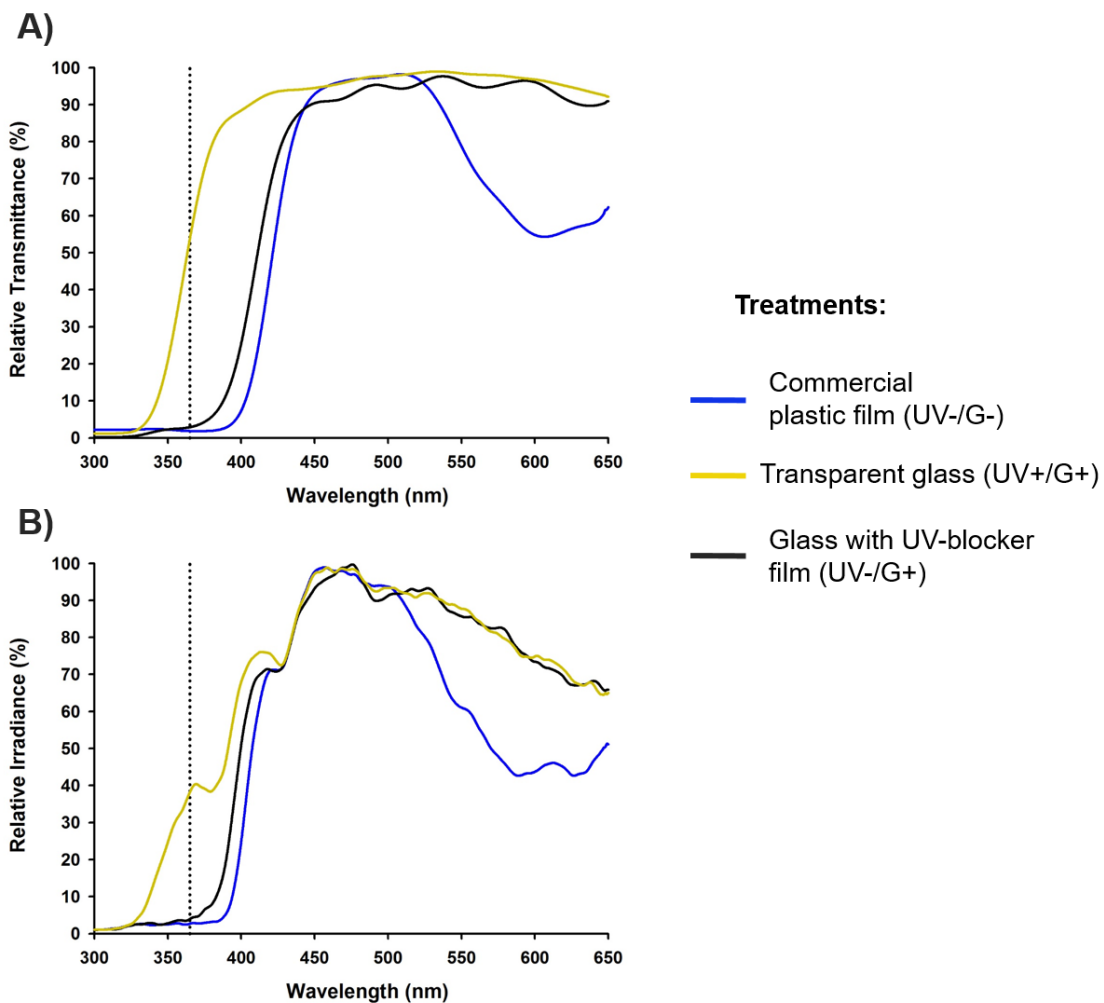 A)
100
90
80
70
60
50
40
30
20
10
0
Relative Transmittance (%)
300 350 400 450 500 550 600 650
Wavelength (nm)
B)
100
90
80
70
60
50
40
30
20
10
0
Relative Irradiance (%)
300 350 400 450 500 550 600 650
Wavelength (nm)
Treatments:
Commercial
plastic film (UV-/G-)
Transparent glass (UV+/G+)
Glass with UV-blocker
film (UV-/G+)